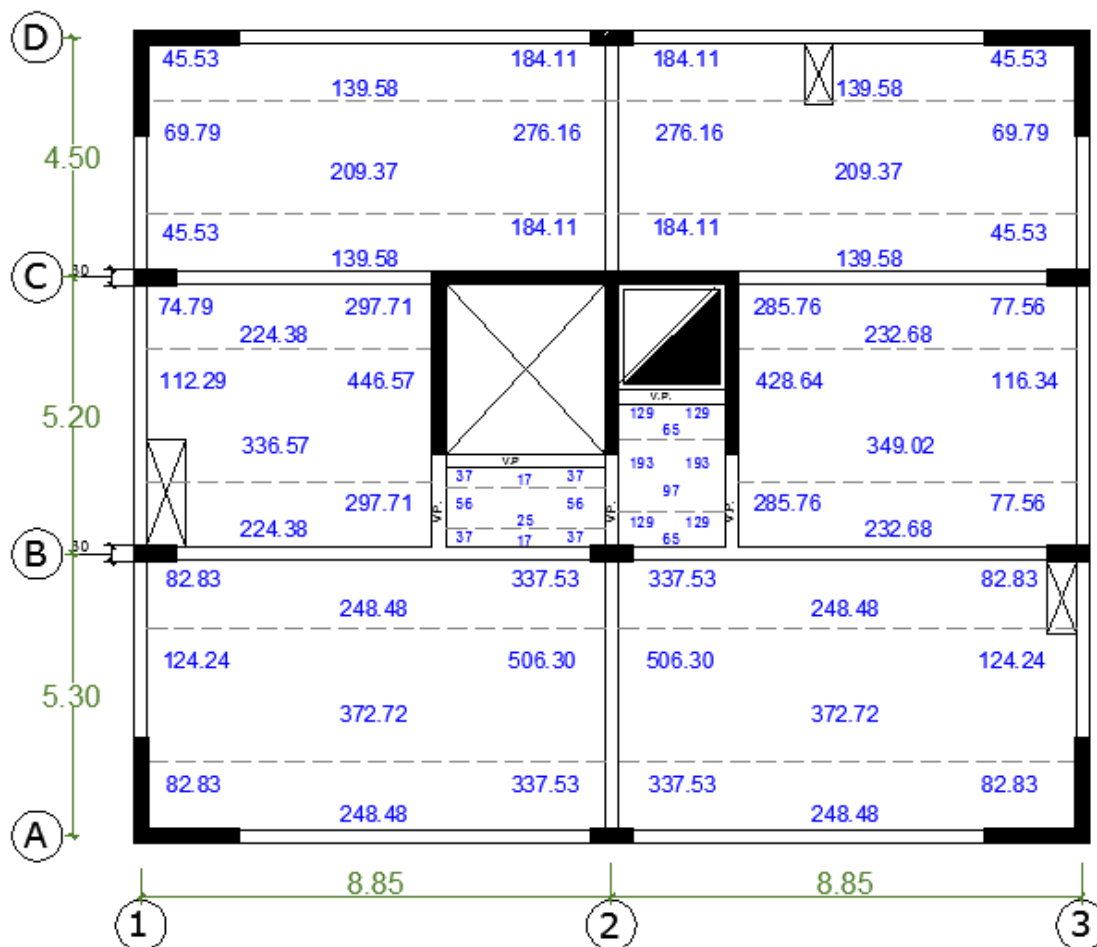 D
45.53 184.11 184.11 45.53
139.58 139.58
69.79 276.16 276.16 69.79
4.50
209.37 209.37
45.53 184.11 184.11 45.53
139.58 139.58
C
30
74.79 297.71 285.76 77.56
224.38 232.68
112.29 446.57 428.64 116.34
V.P.
129 129
5.20
65
336.57 349.02
V.P
193 193
37 17 37
97
297.71 285.76 77.56
56 56
V.P. V.P. V.P.
25
129 129
224.38 232.68
37 17 37
65
B
30
82.83 337.53 337.53 82.83
248.48 248.48
124.24 506.30 506.30 124.24
5.30
372.72 372.72
82.83 337.53 337.53 82.83
248.48 248.48
A
8.85 8.85
1 2 3